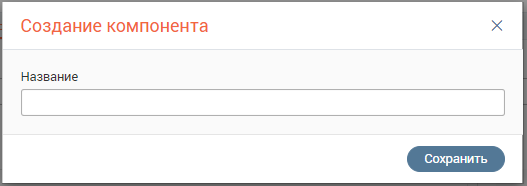 Создание компонента
Название
Сохранить